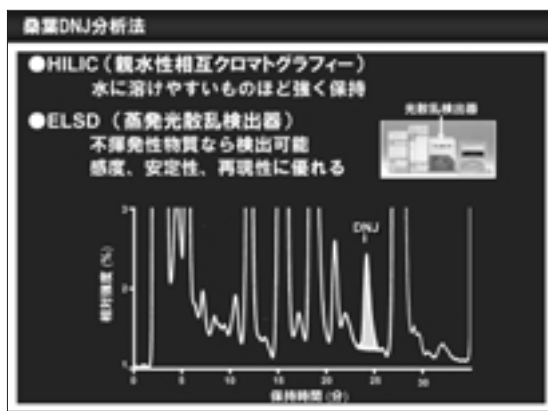 桑葉DNJ分析法
●HILIC(親水性相互クロマトグラフィー)
水に溶けやすいものほど強く保持
●ELSD(蒸発光散乱検出器)
不揮発性物質なら検出可能
感度、安定性、再現性に優れる
光散乱検出器
DNJ
相対強度(%)
3
2
1
0 5 10 15 20 25 30
保持時間(分)